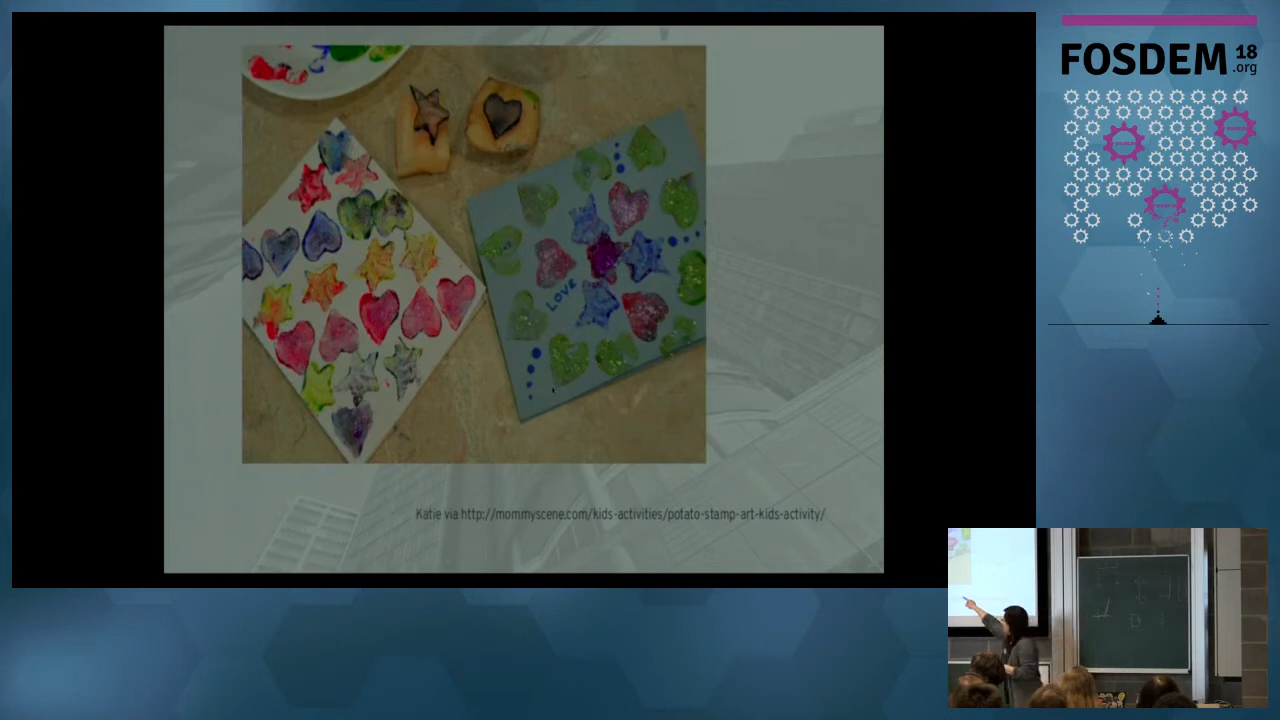 LOVE
Katie via http://mommyscene.com/kids-activities/potato-stamp-art-kids-activity/
FOSDEM 18
.org